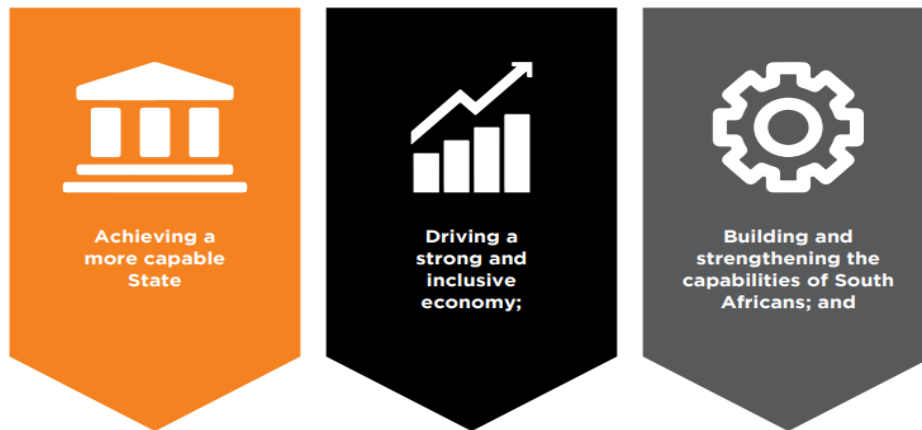 Achieving a
more capable
State
Driving a
strong and
inclusive
economy;
Building and
strengthening the
capabilities of South
Africans; and